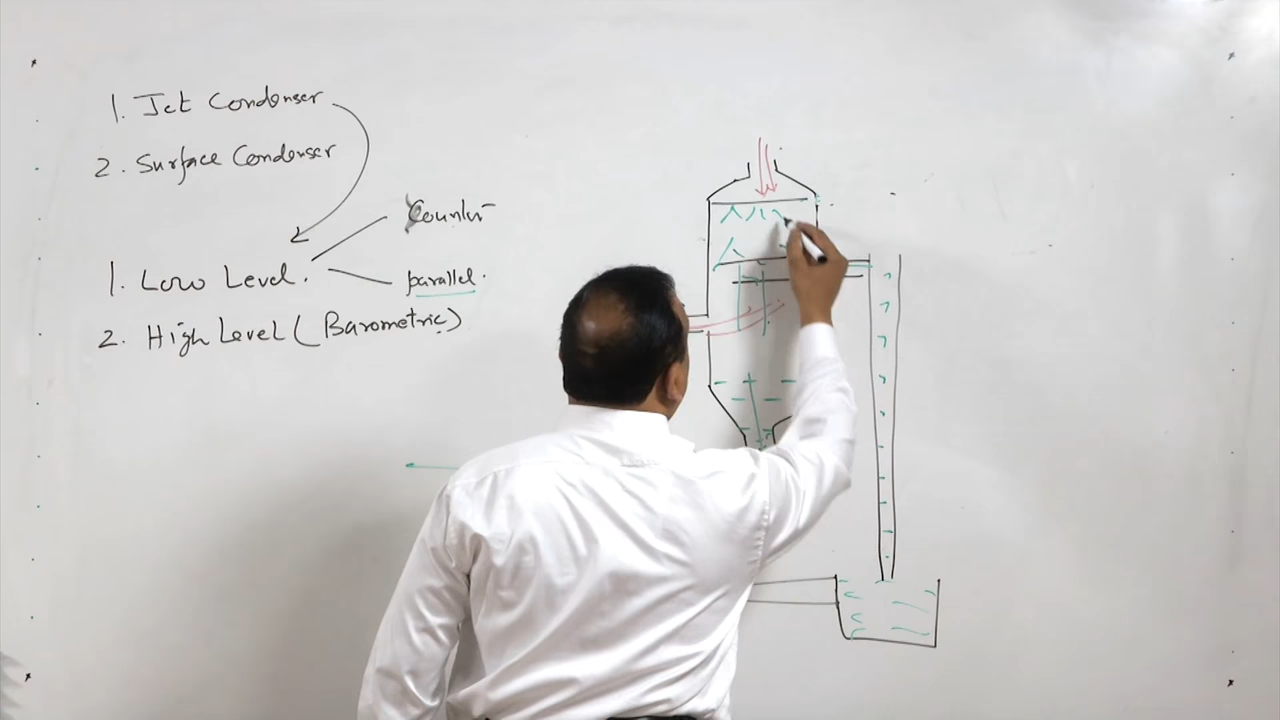 1. Jet Condenser
2. Surface Condenser
1. Low Level.
Counter
parallel.
2. High Level (Barometric)